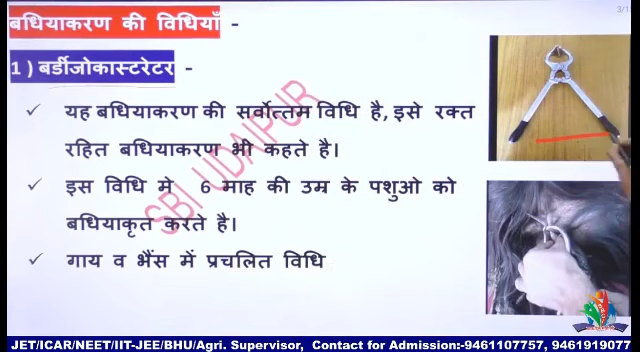 बधियाकरण की विधियाँ -
3/1
1 ) बर्डीजोकास्टरेटर -
✓ यह बधियाकरण की सर्वोत्तम विधि है, इसे रक्त
रहित बधियाकरण भी कहते है।
✓ इस विधि मे 6 माह की उम्र के पशुओ को
बधियाकृत करते है।
✓ गाय व भैंस में प्रचलित विधि
SBI UDAIPUR
JET/ICAR/NEET/IIT-JEE/BHU/Agri. Supervisor, Contact for Admission:-9461107757, 9461919077